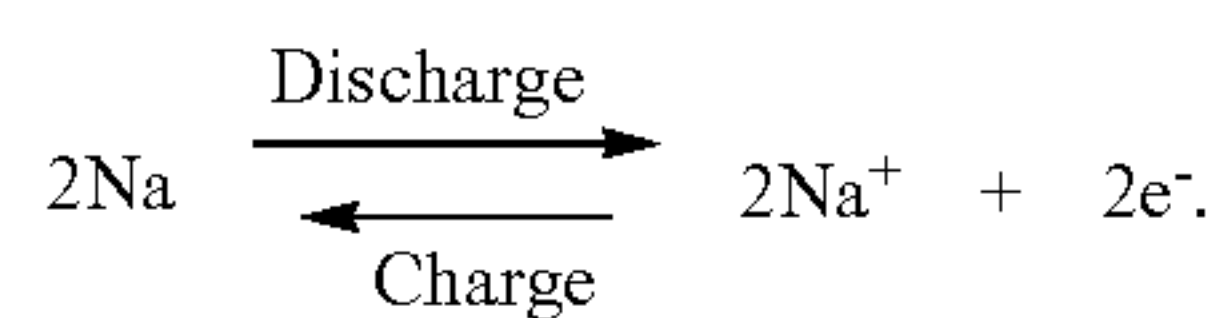 Discharge
2Na 2Na⁺ + 2e⁻.
Charge